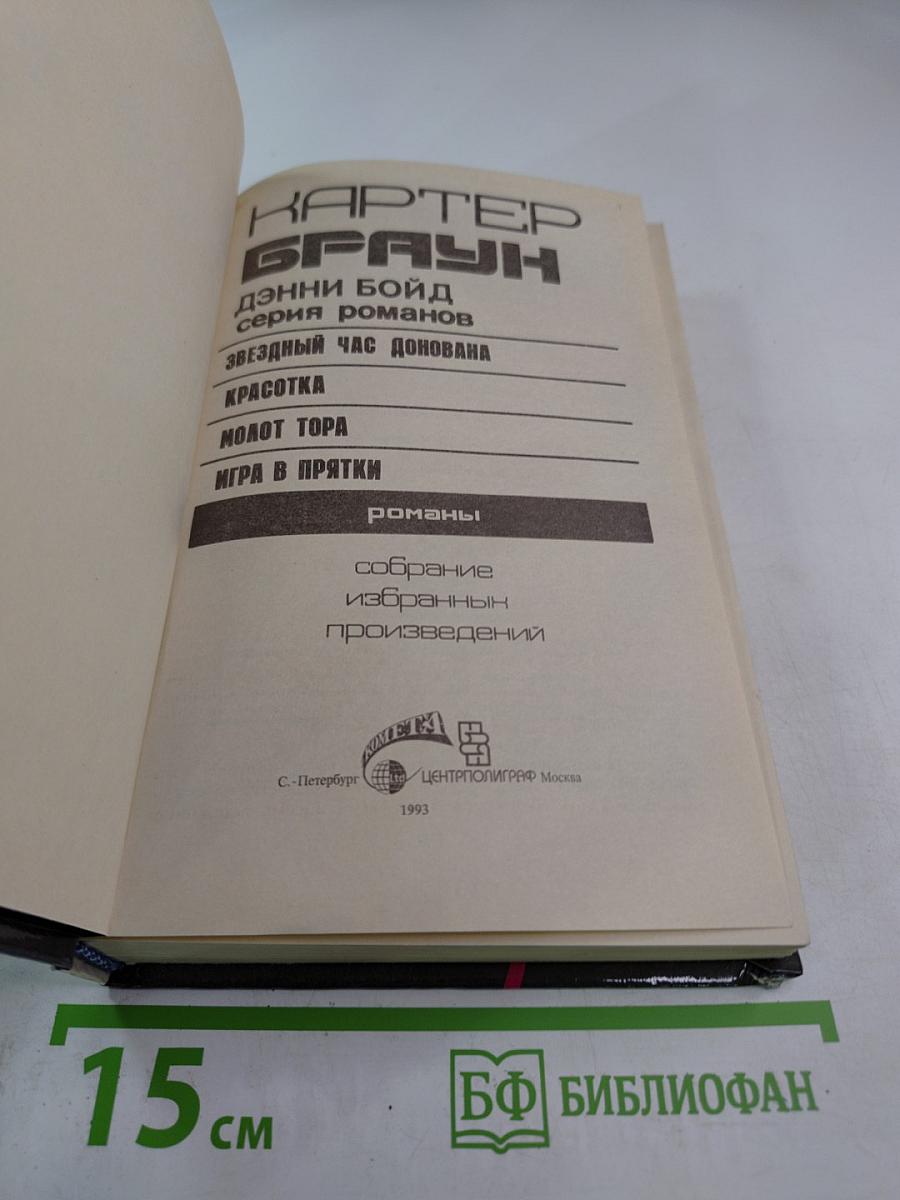 КАРТЕР
БРАУН
ДЭННИ БОЙД
серия романов
ЗВЕЗДНЫЙ ЧАС ДОНОВАНА
КРАСОТКА
МОЛОТ ТОРА
ИГРА В ПРЯТКИ
романы
собрание
избранных
произведений
КОМЕТА
С.-Петербург Ltd ЦЕНТРПОЛИГРАФ Москва
1993
15 см
БФ БИБЛИОФАН